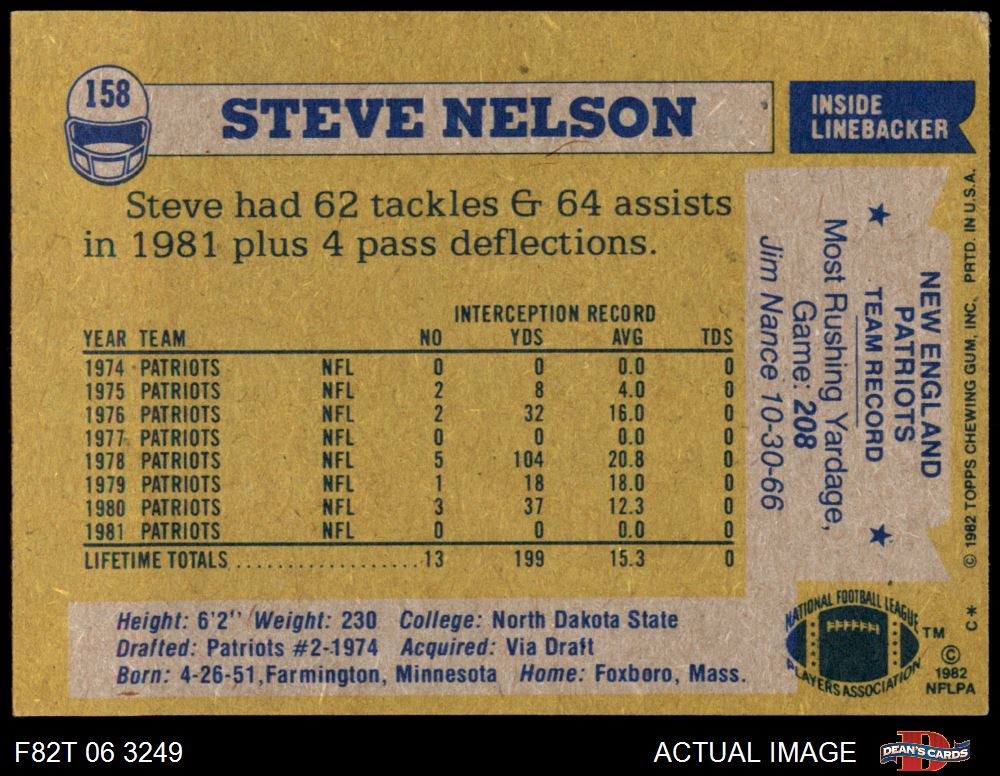 158
STEVE NELSON
INSIDE
LINEBACKER
Steve had 62 tackles & 64 assists
in 1981 plus 4 pass deflections.
INTERCEPTION RECORD
YEAR TEAM NO YDS AVG TDS
1974 PATRIOTS NFL 0 0 0.0 0
1975 PATRIOTS NFL 2 8 4.0 0
1976 PATRIOTS NFL 2 32 16.0 0
1977 PATRIOTS NFL 0 0 0.0 0
1978 PATRIOTS NFL 5 104 20.8 0
1979 PATRIOTS NFL 1 18 18.0 0
1980 PATRIOTS NFL 3 37 12.3 0
1981 PATRIOTS NFL 0 0 0.0 0
LIFETIME TOTALS ................. 13 199 15.3 0
Height: 6'2" Weight: 230 College: North Dakota State
Drafted: Patriots #2-1974 Acquired: Via Draft
Born: 4-26-51, Farmington, Minnesota Home: Foxboro, Mass.
NEW ENGLAND
PATRIOTS
★ TEAM RECORD ★
Most Rushing Yardage,
Game: 208
Jim Nance 10-30-66
© 1982 TOPPS CHEWING GUM, INC. PRTD. IN U.S.A.
C *
NATIONAL FOOTBALL LEAGUE
PLAYERS ASSOCIATION
TM
©
1982
NFLPA
F82T 06 3249
ACTUAL IMAGE
D
DEAN'S CARDS